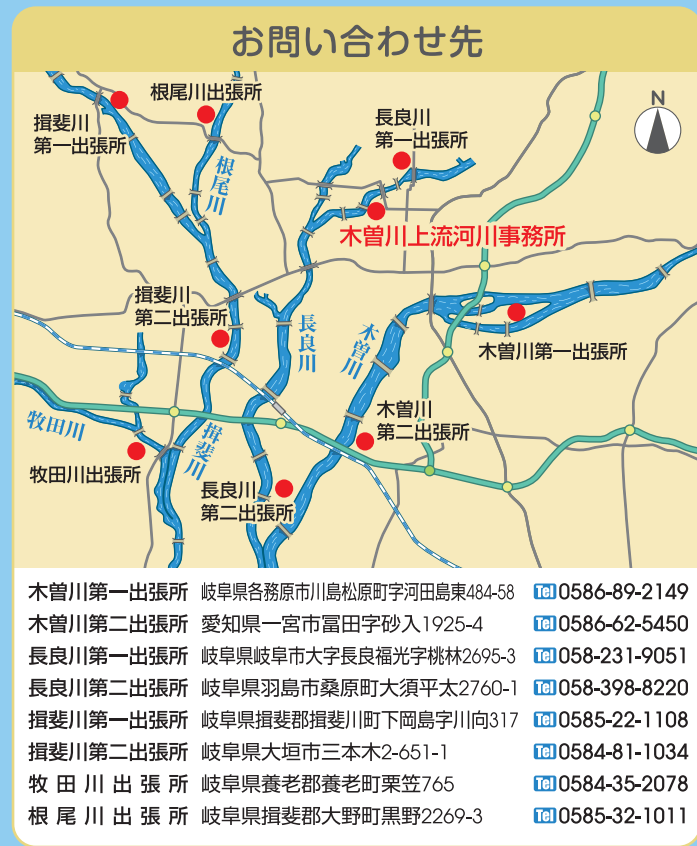 お問い合わせ先
N
揖斐川
第一出張所
根尾川出張所
長良川
第一出張所
根尾川
木曽川上流河川事務所
揖斐川
第二出張所
長良川
木曽川
木曽川第一出張所
牧田川
揖斐川
木曽川
第二出張所
牧田川出張所
長良川
第二出張所
木曽川第一出張所 岐阜県各務原市川島松原町字河田島東484-58 Tel 0586-89-2149
木曽川第二出張所 愛知県一宮市冨田字砂入1925-4 Tel 0586-62-5450
長良川第一出張所 岐阜県岐阜市大字長良福光字桃林2695-3 Tel 058-231-9051
長良川第二出張所 岐阜県羽島市桑原町大須平太2760-1 Tel 058-398-8220
揖斐川第一出張所 岐阜県揖斐郡揖斐川町下岡島字川向317 Tel 0585-22-1108
揖斐川第二出張所 岐阜県大垣市三本木2-651-1 Tel 0584-81-1034
牧田川出張所 岐阜県養老郡養老町栗笠765 Tel 0584-35-2078
根尾川出張所 岐阜県揖斐郡大野町黒野2269-3 Tel 0585-32-1011